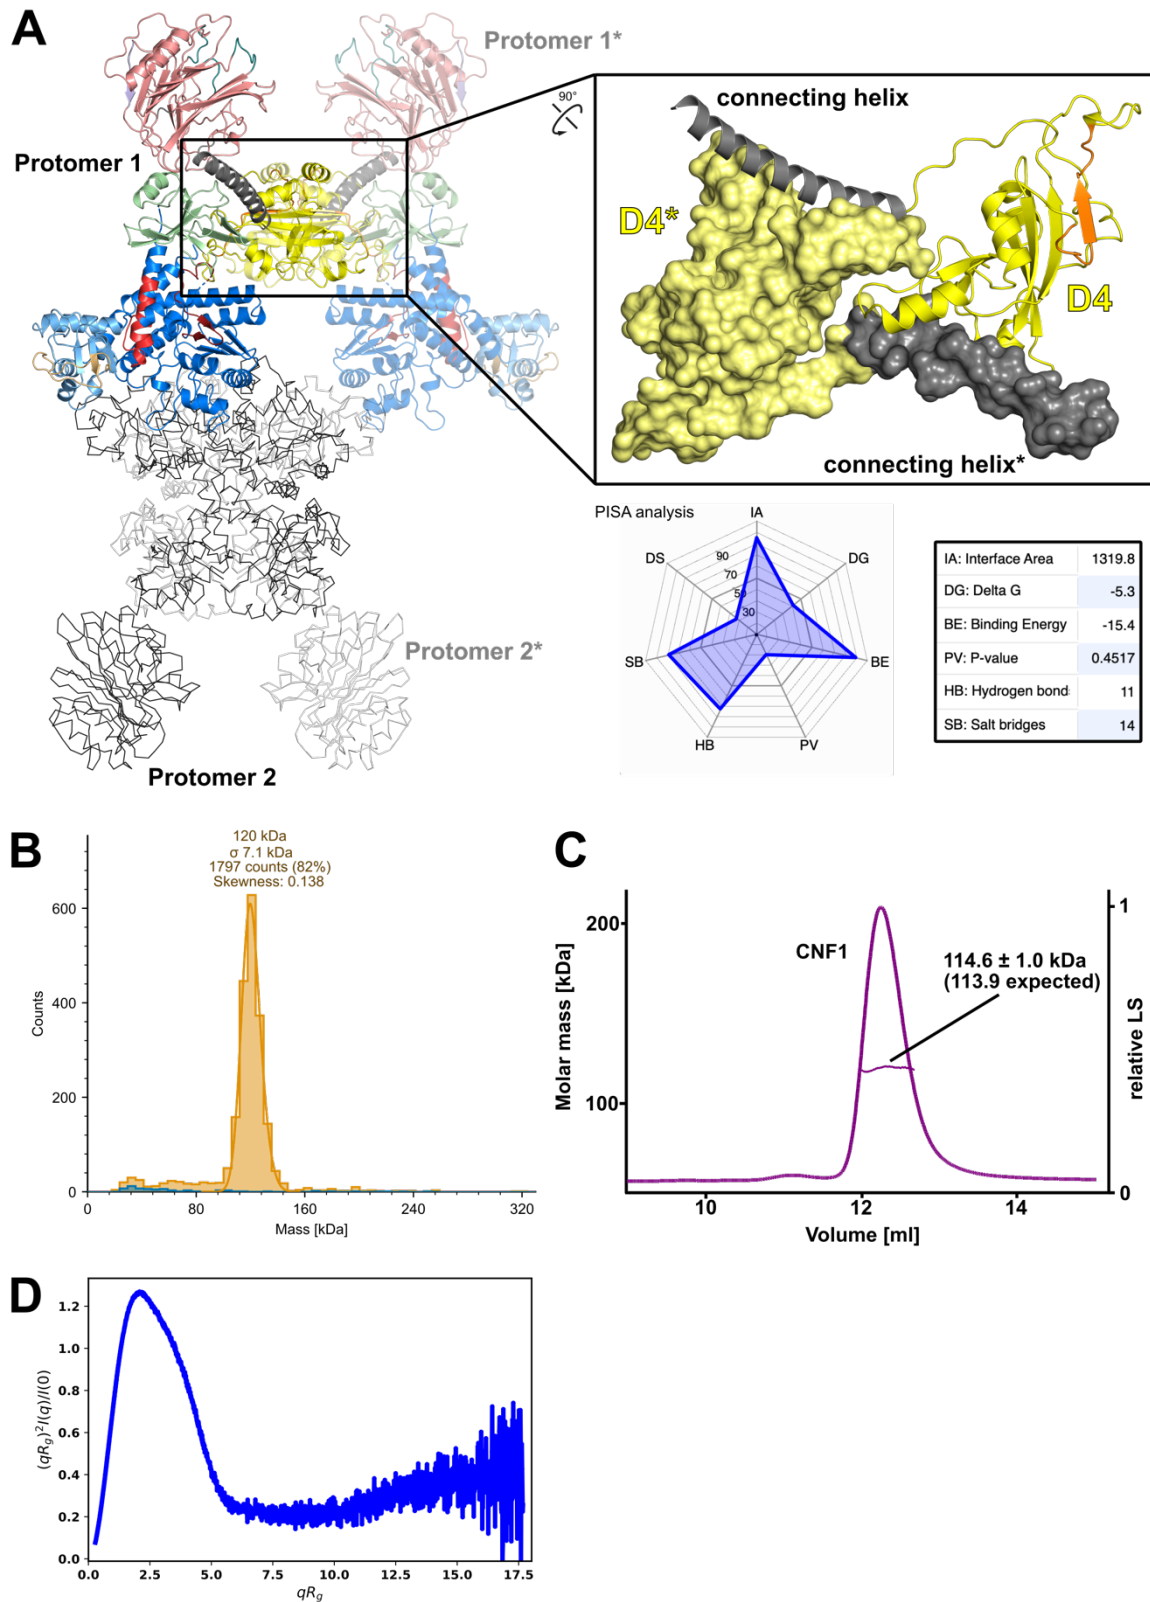 A
Protomer 1*
Protomer 1
90°
connecting helix
D4*
D4
connecting helix*
Protomer 2*
Protomer 2
PISA analysis
IA
DG
BE
PV
HB
SB
DS
90
70
50
30
IA: Interface Area 1319.8
DG: Delta G -5.3
BE: Binding Energy -15.4
PV: P-value 0.4517
HB: Hydrogen bond: 11
SB: Salt bridges 14
B
120 kDa
σ 7.1 kDa
1797 counts (82%)
Skewness: 0.138
Counts
600
400
200
0
0 80 160 240 320
Mass [kDa]
C
Molar mass [kDa]
200
100
CNF1
114.6 ± 1.0 kDa
(113.9 expected)
1
0
relative LS
10 12 14
Volume [ml]
D
(qRg)²I(q)/I(0)
1.2
1.0
0.8
0.6
0.4
0.2
0.0
0.0 2.5 5.0 7.5 10.0 12.5 15.0 17.5
qRg